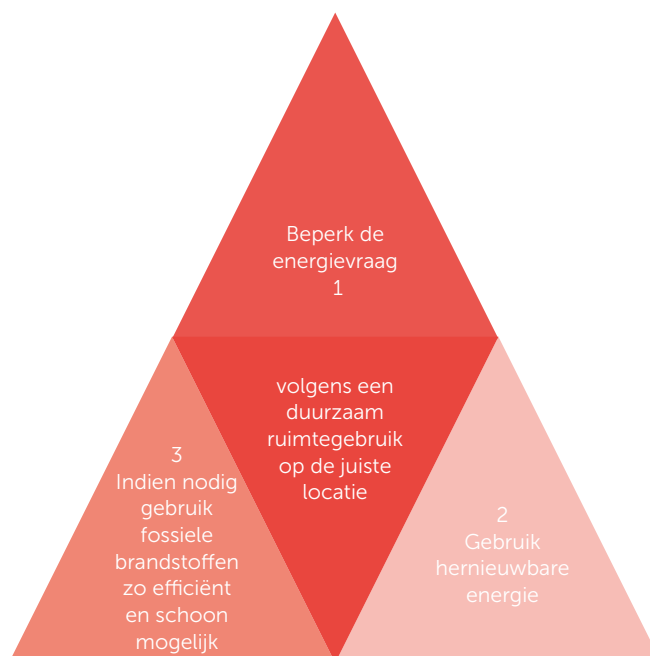 Beperk de
energievraag
1
volgens een
duurzaam
ruimtegebruik
op de juiste
locatie
3
Indien nodig
gebruik
fossiele
brandstoffen
zo efficiënt
en schoon
mogelijk
2
Gebruik
hernieuwbare
energie